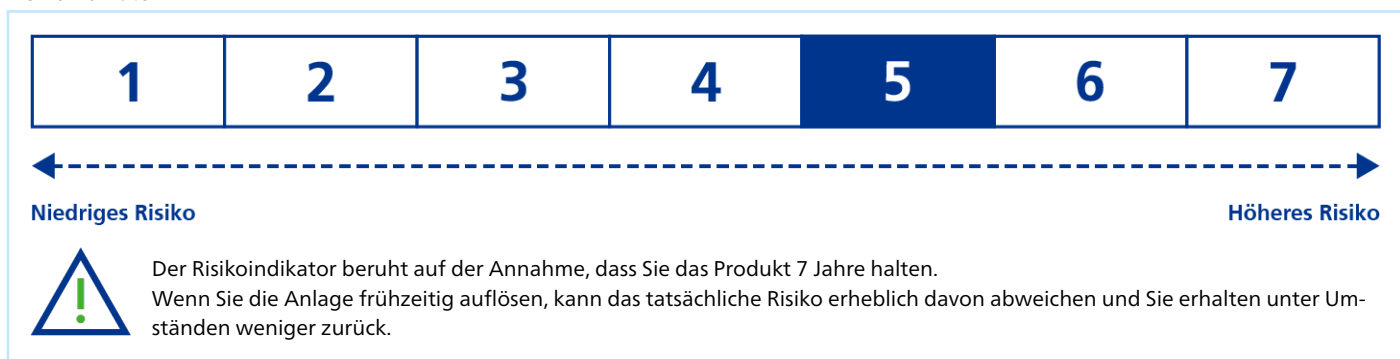 1 2 3 4 5 6 7
Niedriges Risiko Höheres Risiko
Der Risikoindikator beruht auf der Annahme, dass Sie das Produkt 7 Jahre halten.
Wenn Sie die Anlage frühzeitig auflösen, kann das tatsächliche Risiko erheblich davon abweichen und Sie erhalten unter Um-
ständen weniger zurück.